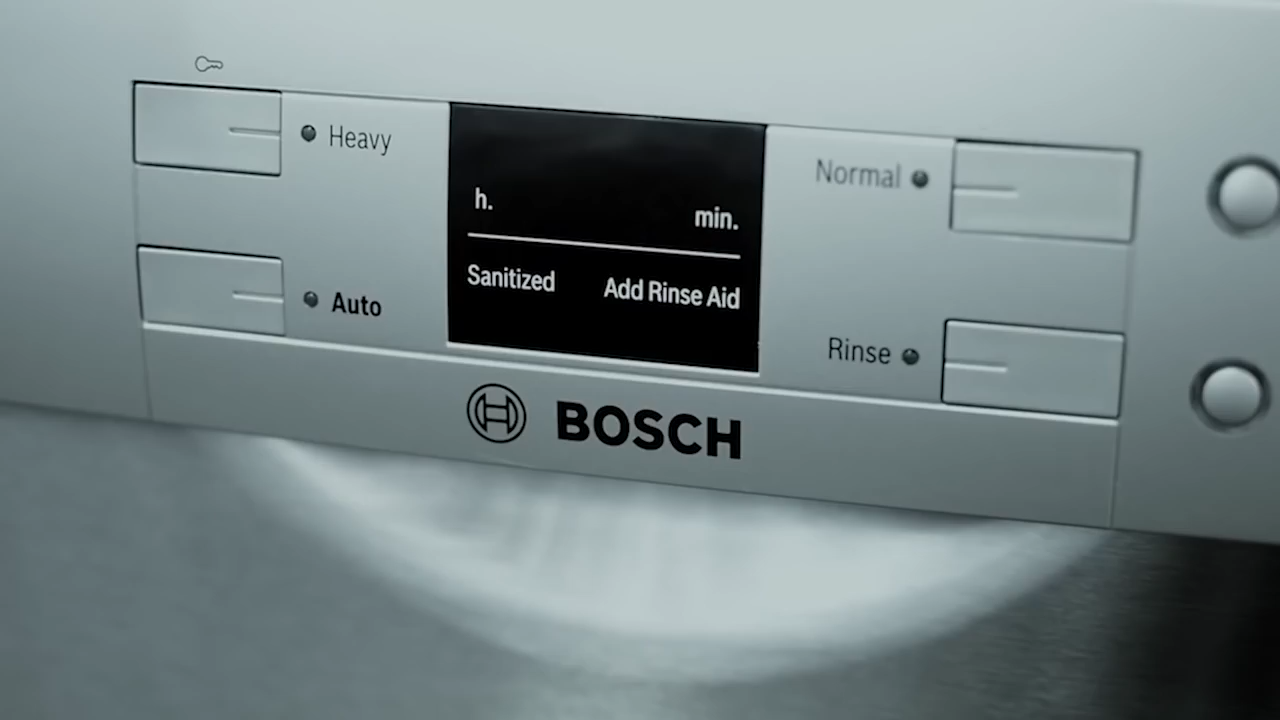 Heavy
Normal
h. min.
Sanitized Add Rinse Aid
Auto
Rinse
BOSCH